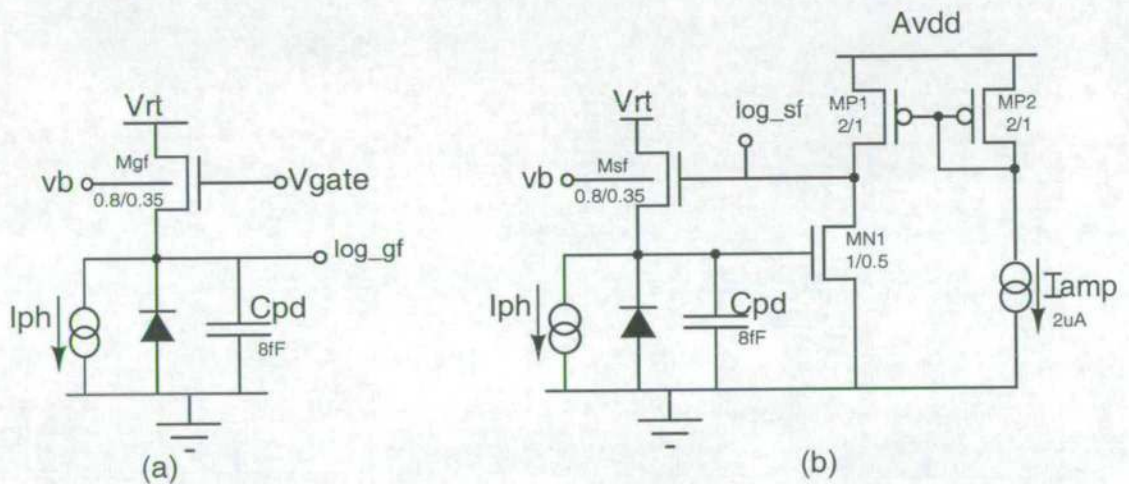 Vrt
Mgf
vb
0.8/0.35
Vgate
log_gf
Iph
Cpd
8fF
(a)
Avdd
Vrt
log_sf
MP1
2/1
MP2
2/1
Msf
vb
0.8/0.35
MN1
1/0.5
Iph
Cpd
8fF
Iamp
2uA
(b)